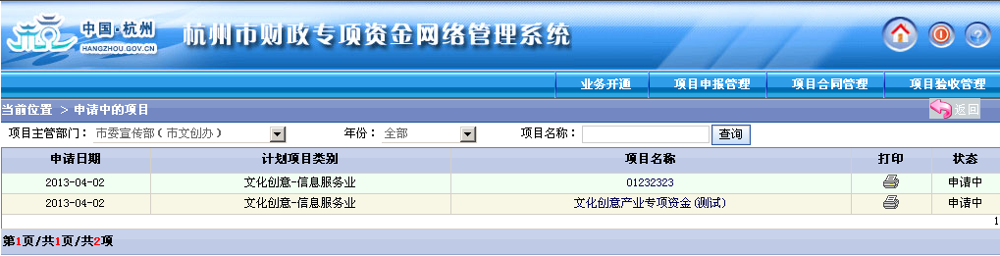 中国·杭州
HANGZHOU.GOV.CN
杭州市财政专项资金网络管理系统
业务开通 项目申报管理 项目合同管理 项目验收管理
当前位置 > 申请中的项目 返回
项目主管部门： 市委宣传部（市文创办） 年份： 全部 项目名称： 查询
申请日期 计划项目类别 项目名称 打印 状态
2013-04-02 文化创意-信息服务业 01232323 申请中
2013-04-02 文化创意-信息服务业 文化创意产业专项资金(测试） 申请中
1
第1页/共1页/共2项